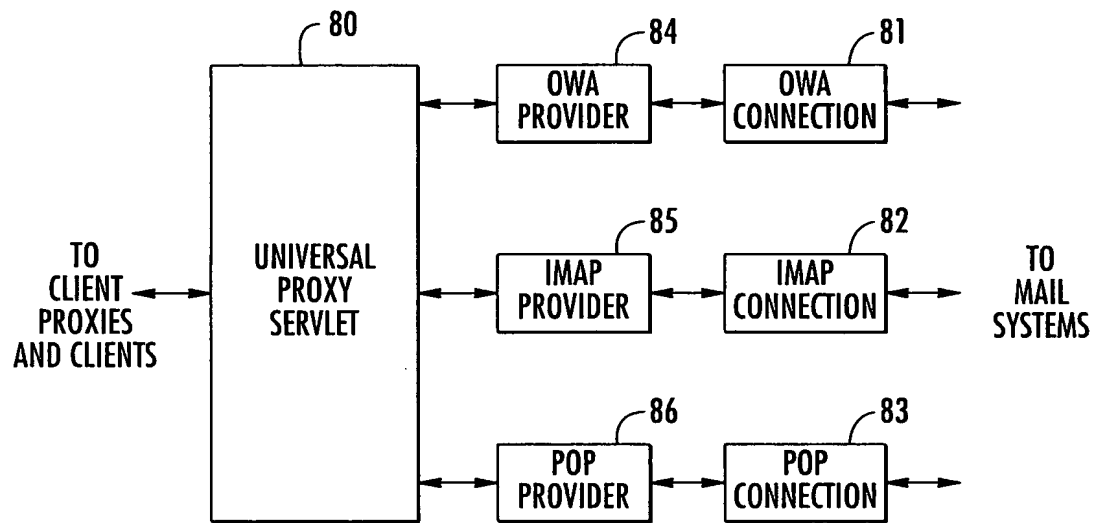 80
84
81
OWA
PROVIDER
OWA
CONNECTION
85
82
TO
CLIENT
PROXIES
AND CLIENTS
UNIVERSAL
PROXY
SERVLET
IMAP
PROVIDER
IMAP
CONNECTION
TO
MAIL
SYSTEMS
86
83
POP
PROVIDER
POP
CONNECTION